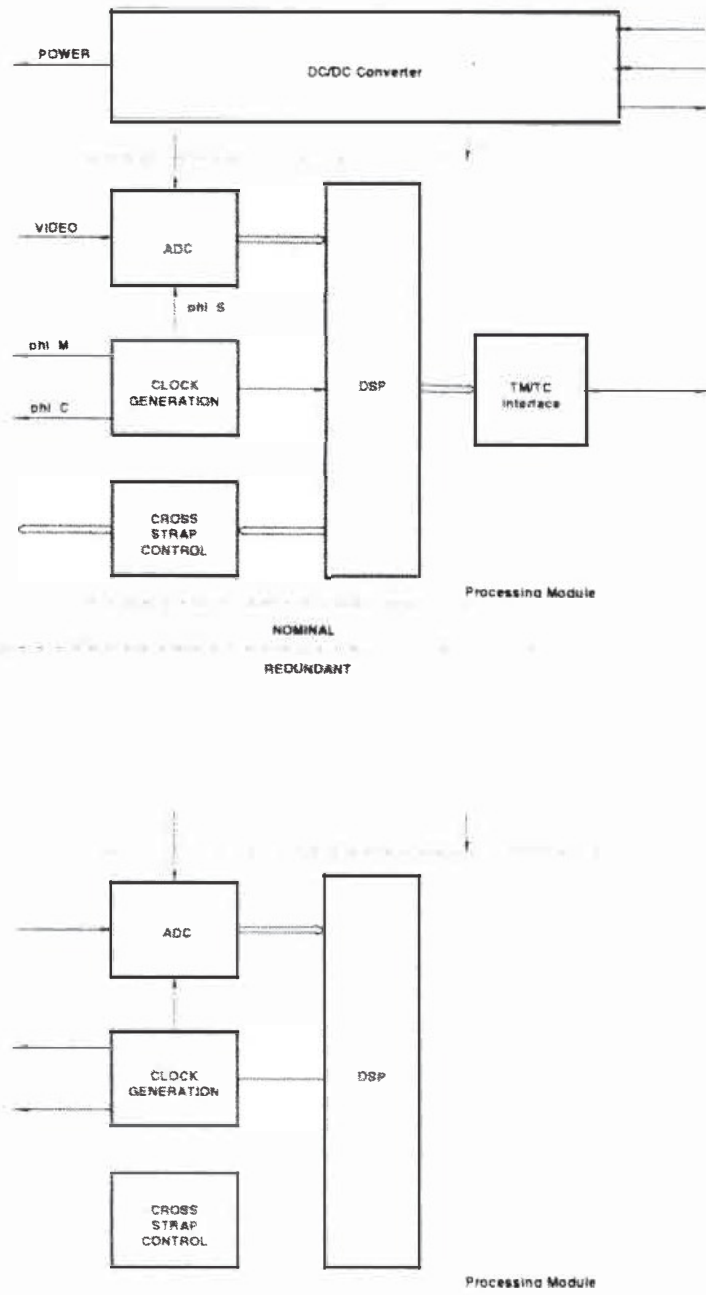 POWER
DC/DC Converter
VIDEO
ADC
phi S
phi M
CLOCK
GENERATION
DSP
TM/TC
Interface
phi C
CROSS
STRAP
CONTROL
Processing Module
NOMINAL
REDUNDANT
ADC
CLOCK
GENERATION
DSP
CROSS
STRAP
CONTROL
Processing Module